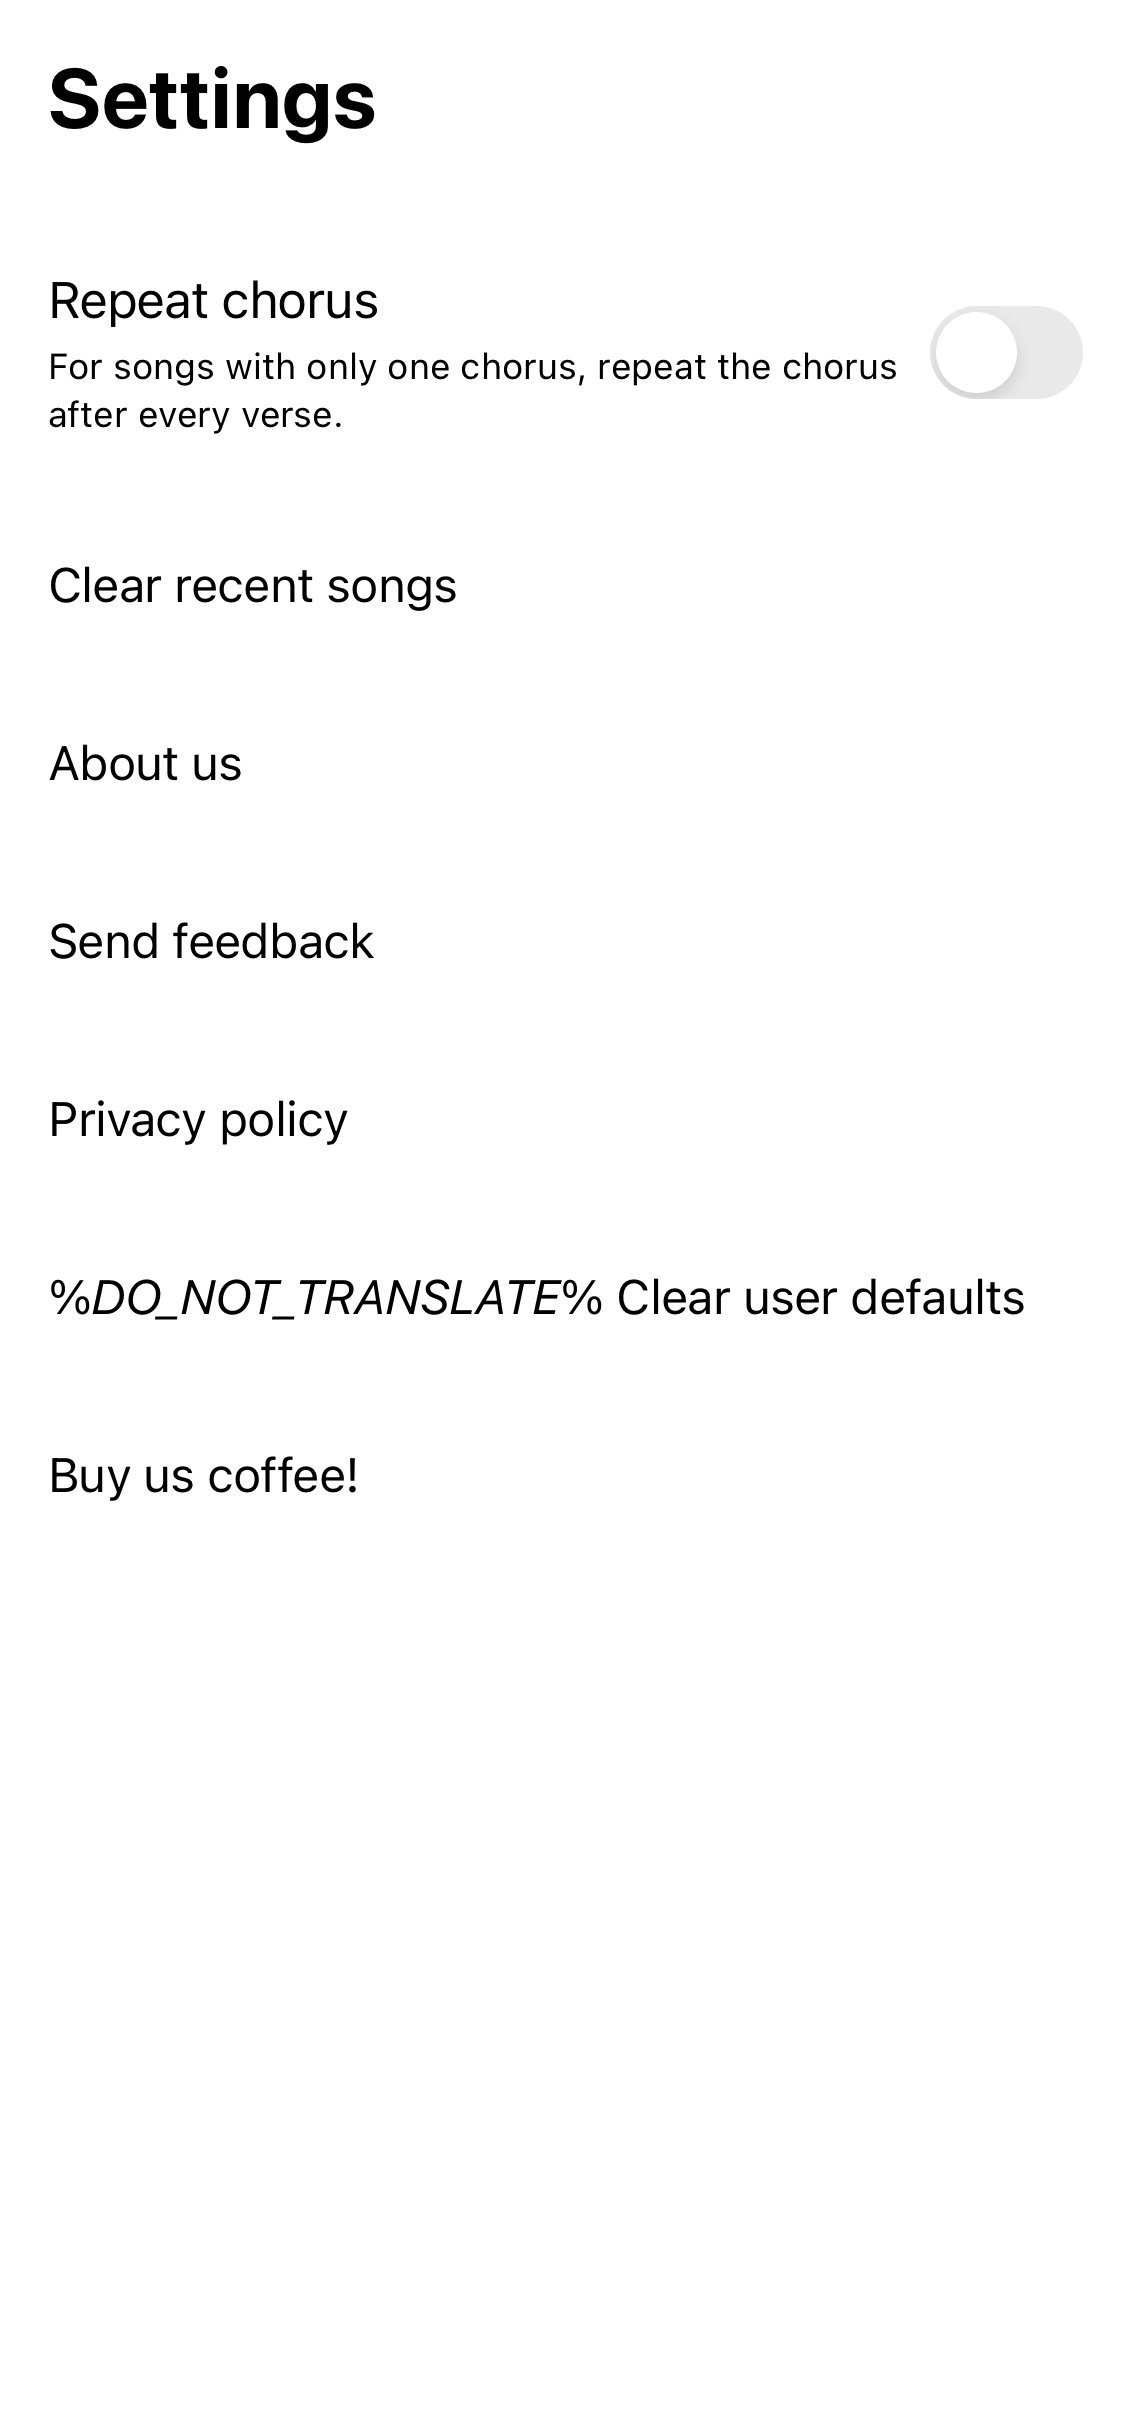 Settings
Repeat chorus
For songs with only one chorus, repeat the chorus
after every verse.
Clear recent songs
About us
Send feedback
Privacy policy
%DO_NOT_TRANSLATE% Clear user defaults
Buy us coffee!